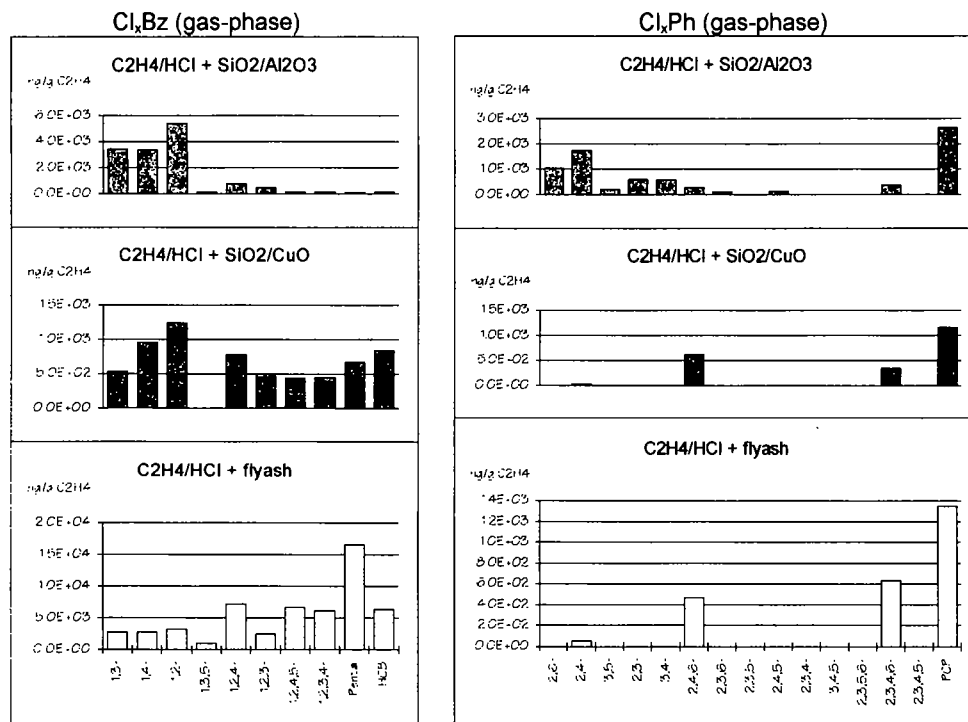 ClxBz (gas-phase)
C2H4/HCl + SiO2/Al2O3
ng/g C2H4
8.0E+03
4.0E+03
2.0E+03
0.0E+00
C2H4/HCl + SiO2/CuO
ng/g C2H4
1.5E+03
1.0E+03
5.0E+02
0.0E+00
C2H4/HCl + flyash
ng/g C2H4
2.0E+04
1.5E+04
1.0E+04
5.0E+03
0.0E+00
1,3-
1,4-
1,2-
1,3,5-
1,2,4-
1,2,3-
1,2,4,5-
1,2,3,4-
Penta
HCB
ClxPh (gas-phase)
C2H4/HCl + SiO2/Al2O3
ng/g C2H4
3.0E+03
2.0E+03
1.0E+03
0.0E+00
C2H4/HCl + SiO2/CuO
ng/g C2H4
1.5E+03
1.0E+03
5.0E-02
0.0E+00
C2H4/HCl + flyash
ng/g C2H4
1.4E+03
1.2E+03
1.0E+03
8.0E-02
6.0E-02
4.0E-02
2.0E-02
0.0E+00
2,6-
2,4-
3,5-
2,3-
3,4-
2,4,6-
2,3,6-
2,3,5-
2,4,5-
2,3,4-
3,4,5-
2,3,5,6-
2,3,4,6-
2,3,4,5-
PCP